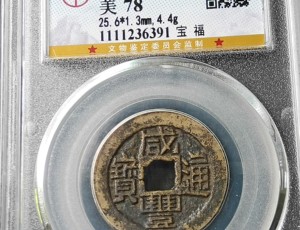 美 78
25.6*1.3mm, 4.4g
★文物鉴定委员会监制★
1111236391 宝 福
咸
寶 通
豐